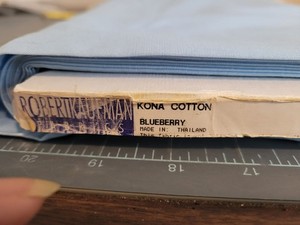 ROBERT KAUFMAN
KONA COTTON
BLUEBERRY
MADE IN: THAILAND
20
19
18
17